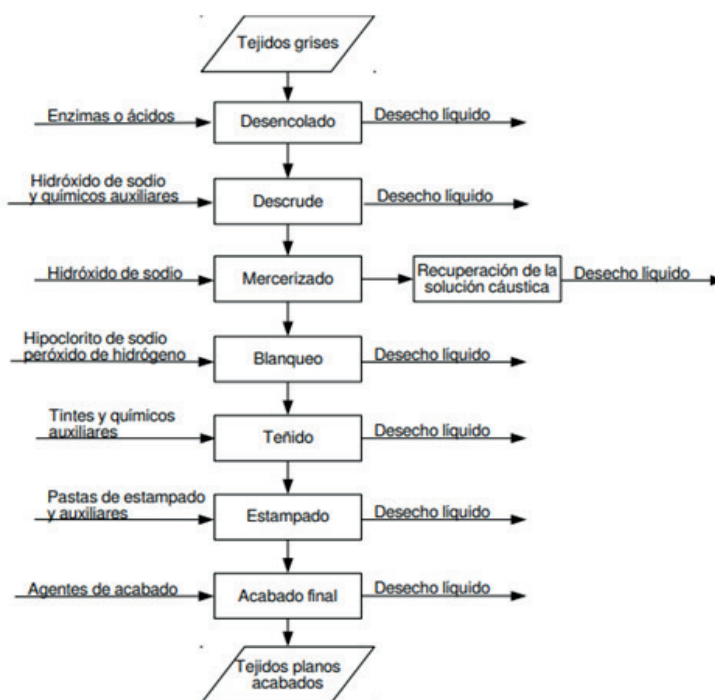 Tejidos grises
Enzimas o ácidos
Desencolado
Desecho líquido
Hidróxido de sodio
y químicos auxiliares
Descrude
Desecho líquido
Hidróxido de sodio
Mercerizado
Recuperación de la
solución cáustica
Desecho líquido
Hipoclorito de sodio
peróxido de hidrógeno
Blanqueo
Desecho líquido
Tintes y químicos
auxiliares
Teñido
Desecho líquido
Pastas de estampado
y auxiliares
Estampado
Desecho líquido
Agentes de acabado
Acabado final
Desecho líquido
Tejidos planos
acabados